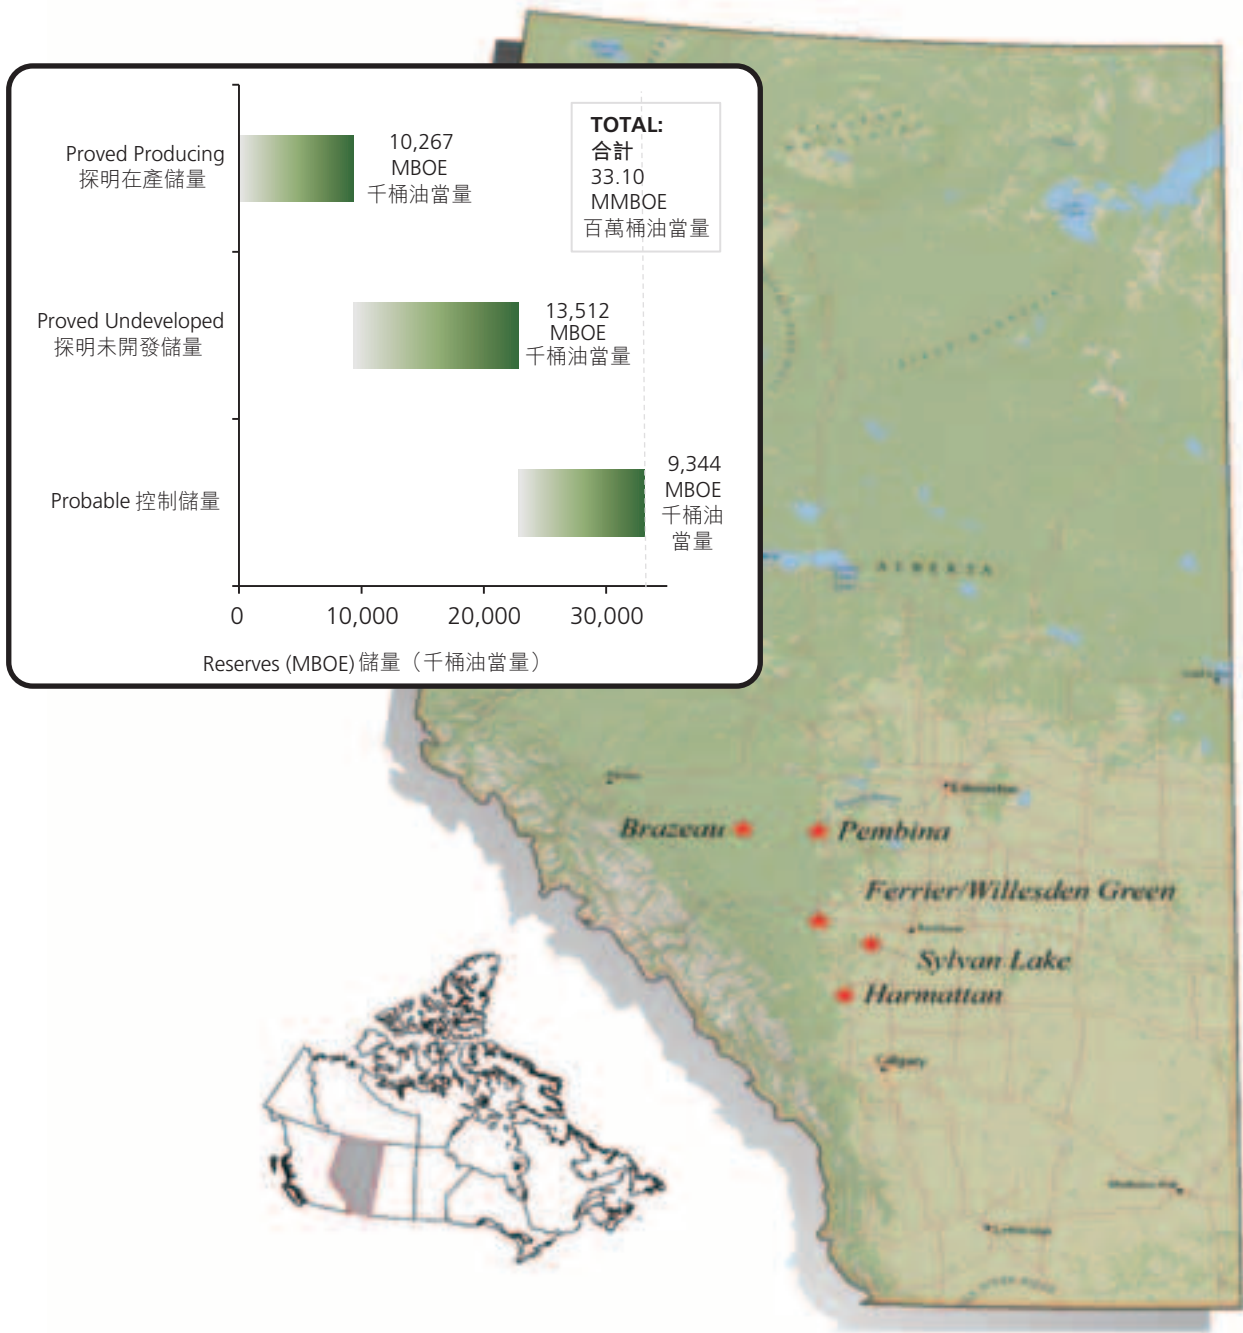 Proved Producing
探明在產儲量
10,267
MBOE
千桶油當量
TOTAL:
合計
33.10
MMBOE
百萬桶油當量
Proved Undeveloped
探明未開發儲量
13,512
MBOE
千桶油當量
Probable 控制儲量
9,344
MBOE
千桶油
當量
0
10,000
20,000
30,000
Reserves (MBOE) 儲量（千桶油當量）
ALBERTA
Edmonton
Brazeau
Pembina
Ferrier/Willesden Green
Sylvan Lake
Harmattan
Calgary